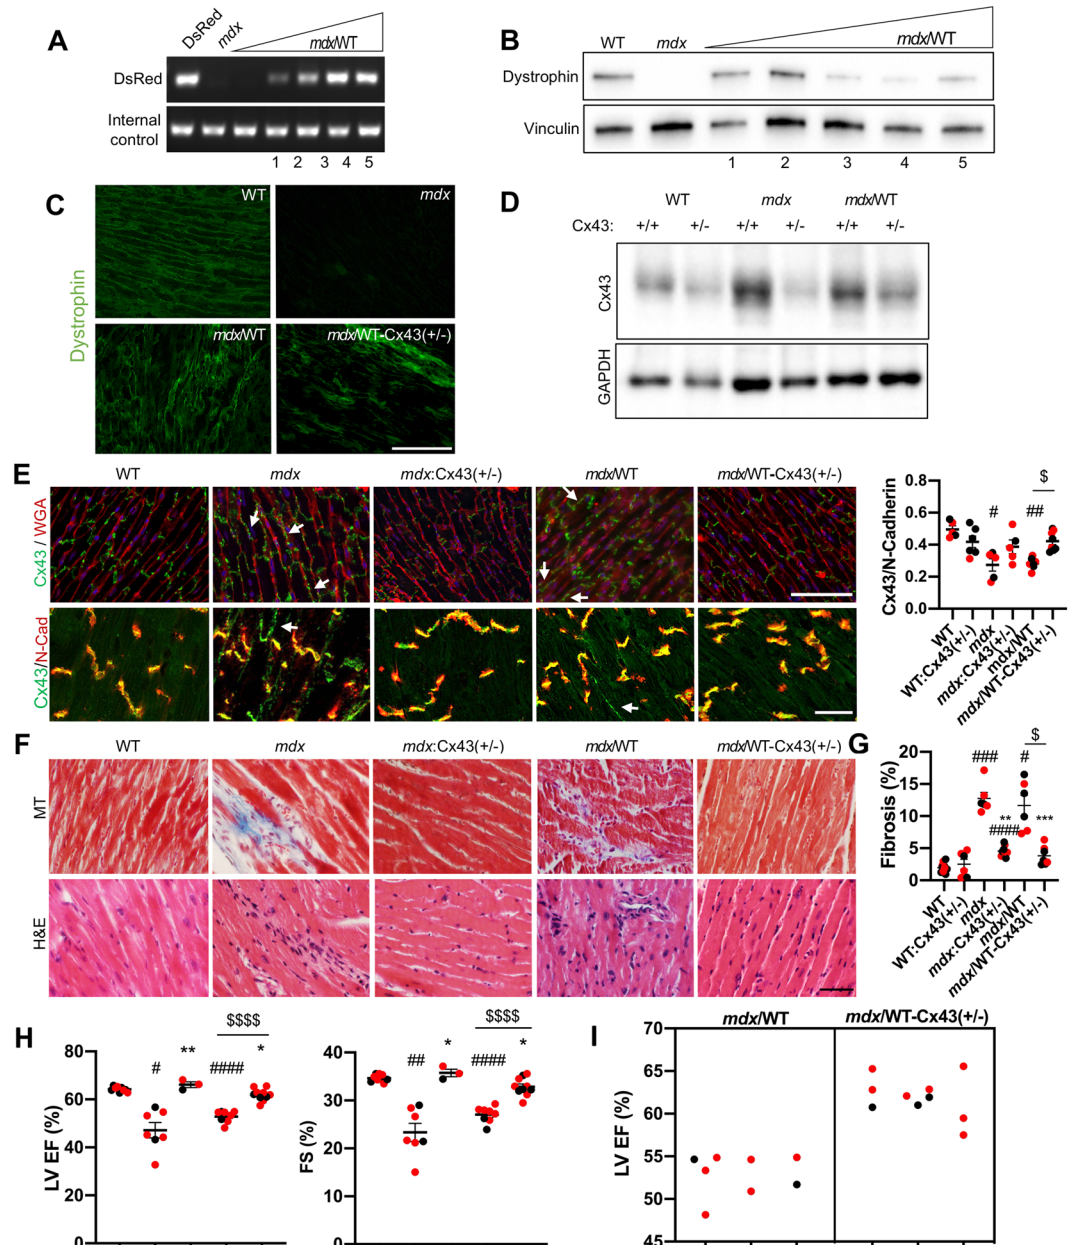 A
DsRed
mdx
mdx/WT
DsRed
Internal
control
1 2 3 4 5
B
WT mdx mdx/WT
Dystrophin
Vinculin
1 2 3 4 5
C
Dystrophin
WT
mdx
mdx/WT
mdx/WT-Cx43(+/-)
D
WT mdx mdx/WT
Cx43: +/+ +/- +/+ +/- +/+ +/-
Cx43
GAPDH
E
WT mdx mdx:Cx43(+/-) mdx/WT mdx/WT-Cx43(+/-)
Cx43 / WGA
Cx43/N-Cad
Cx43/N-Cadherin
0.8
0.6
0.4
0.2
0.0
$
# ##
WT
WT:Cx43(+/-)
mdx
mdx:Cx43(+/-)
mdx/WT
mdx/WT-Cx43(+/-)
F
WT mdx mdx:Cx43(+/-) mdx/WT mdx/WT-Cx43(+/-)
MT
H&E
G
Fibrosis (%)
20
15
10
5
0
$
### #
** ***
####
WT
WT:Cx43(+/-)
mdx
mdx:Cx43(+/-)
mdx/WT
mdx/WT-Cx43(+/-)
H
LV EF (%)
80
60
40
20
0
$$$$
# ** #### *
FS (%)
40
30
20
10
0
$$$$
## * #### *
I
mdx/WT mdx/WT-Cx43(+/-)
LV EF (%)
70
65
60
55
50
45